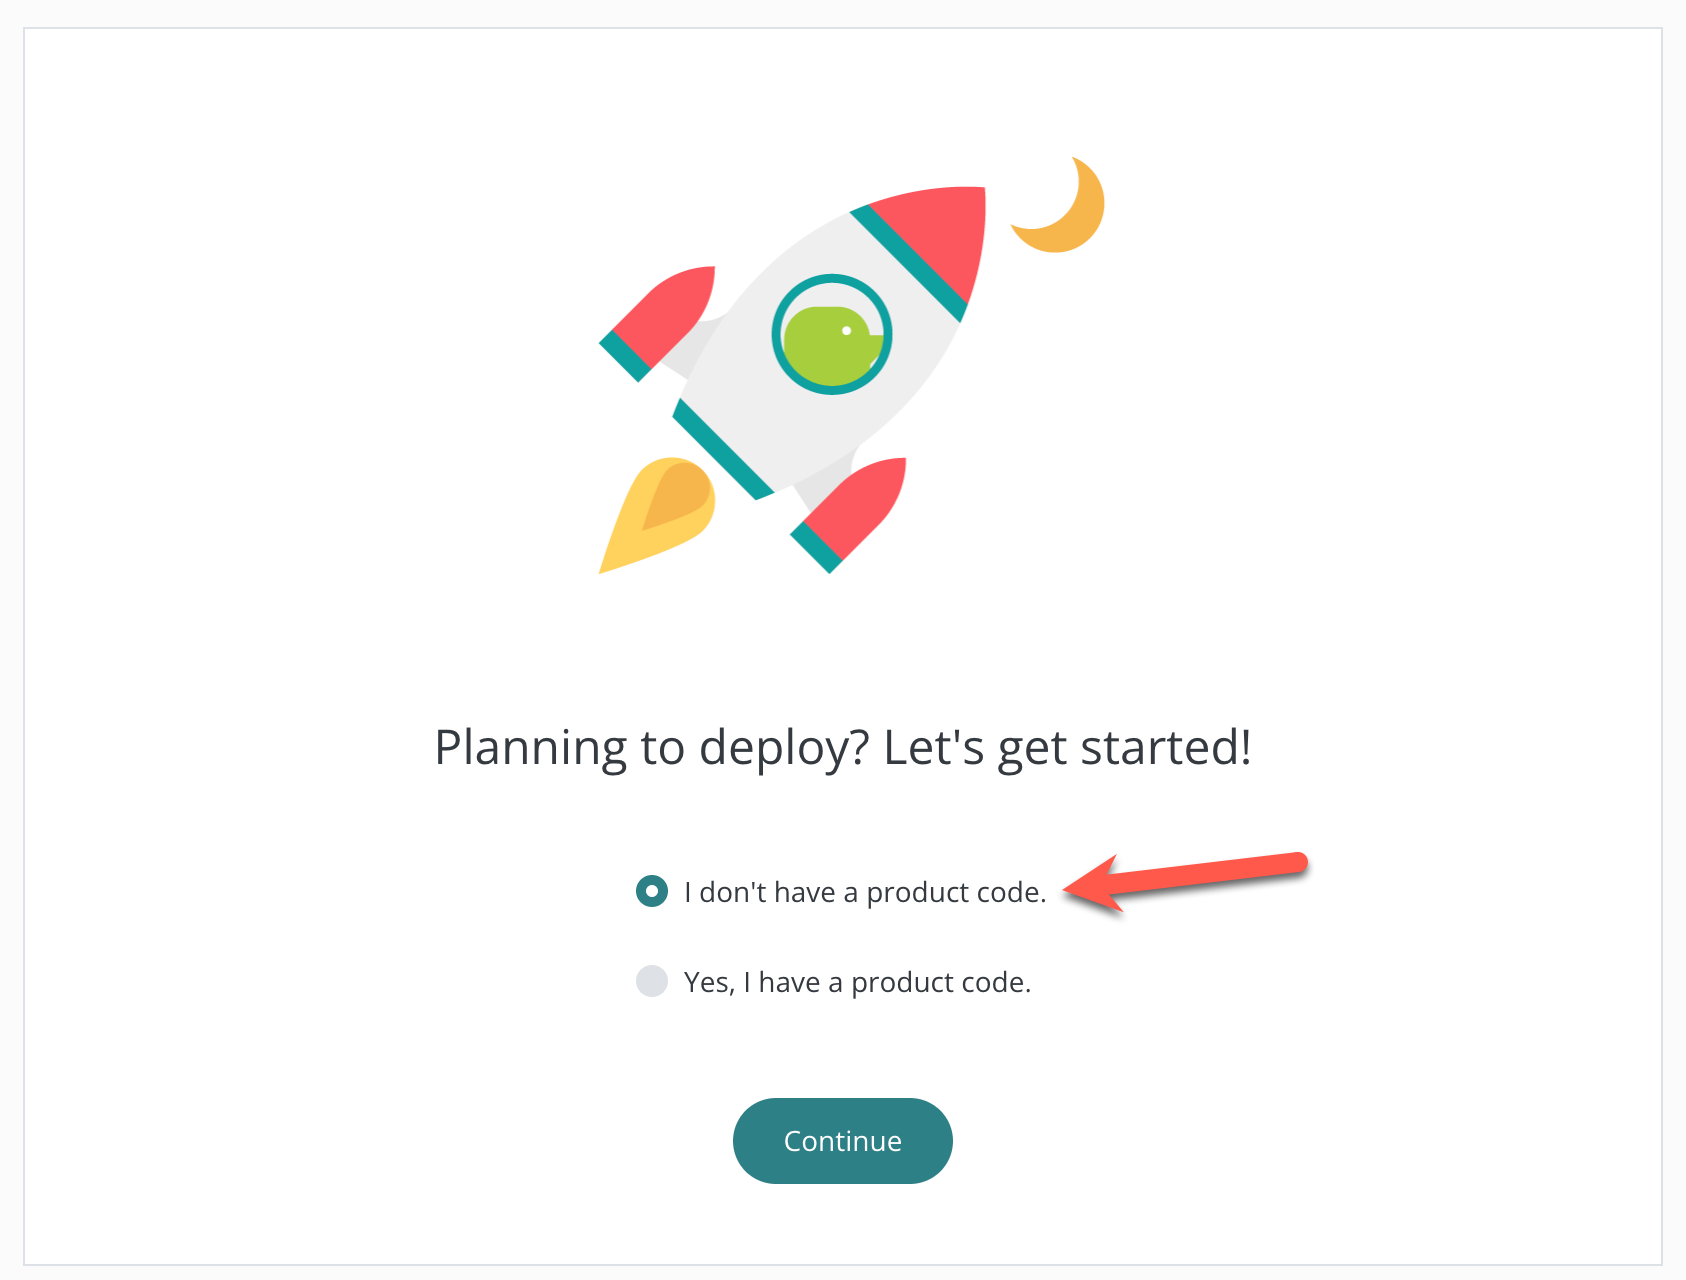 Planning to deploy? Let's get started!
I don't have a product code.
Yes, I have a product code.
Continue